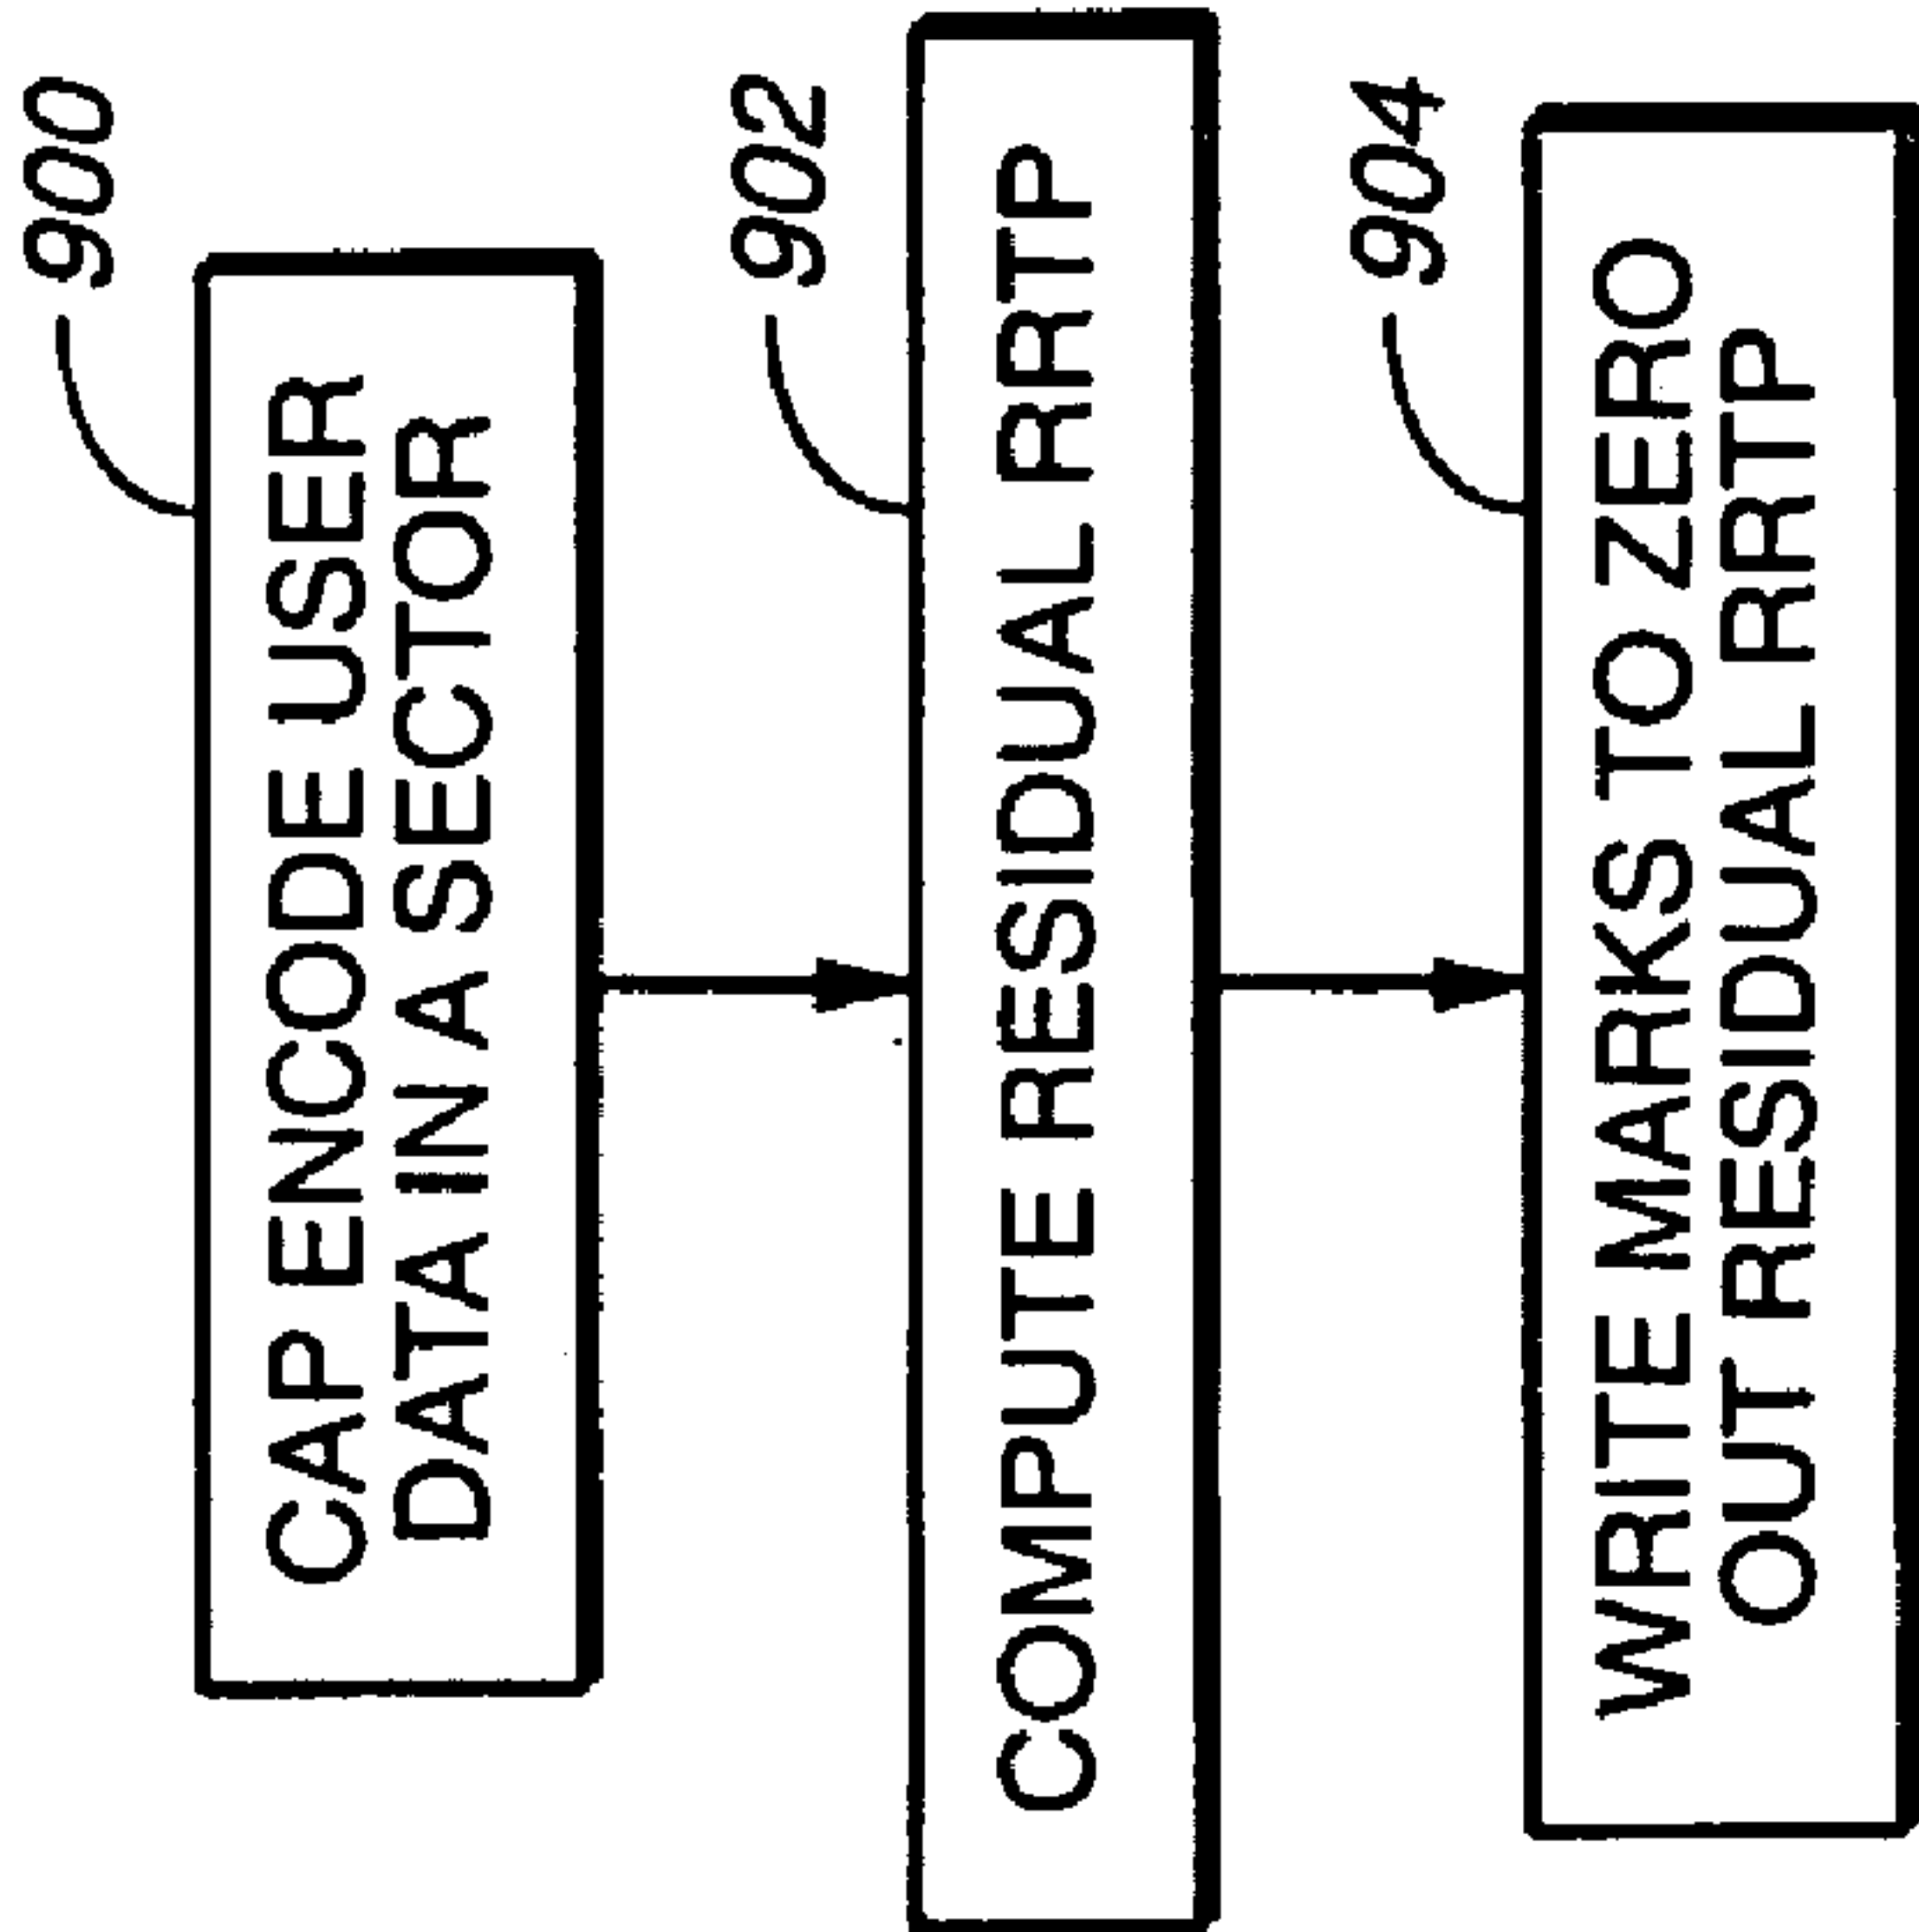 900
CAP ENCODE USER
DATA IN A SECTOR
902
COMPUTE RESIDUAL RRTP
904
WRITE MARKS TO ZERO
OUT RESIDUAL RRTP